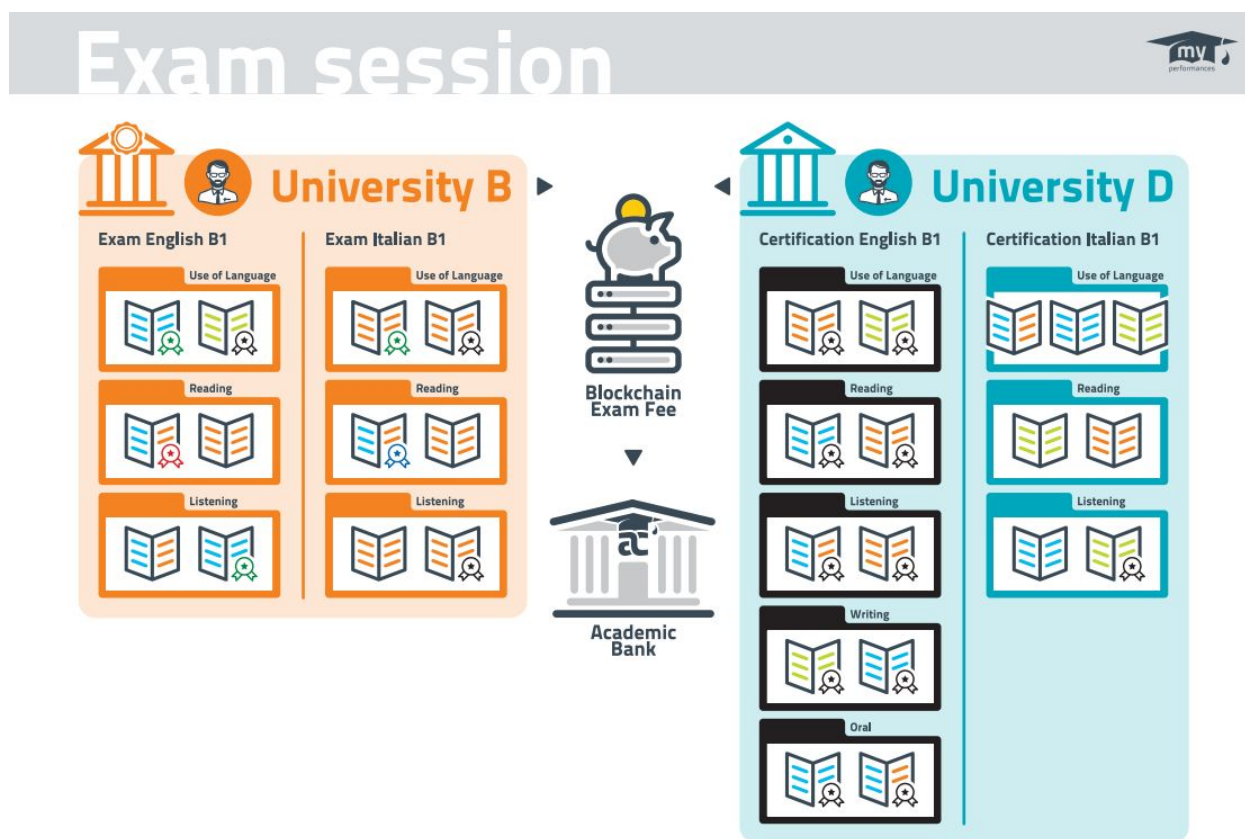 Exam session
my
performances
University B
Exam English B1
Use of Language
Reading
Listening
Exam Italian B1
Use of Language
Reading
Listening
Blockchain
Exam Fee
Academic
Bank
University D
Certification English B1
Use of Language
Reading
Listening
Writing
Oral
Certification Italian B1
Use of Language
Reading
Listening